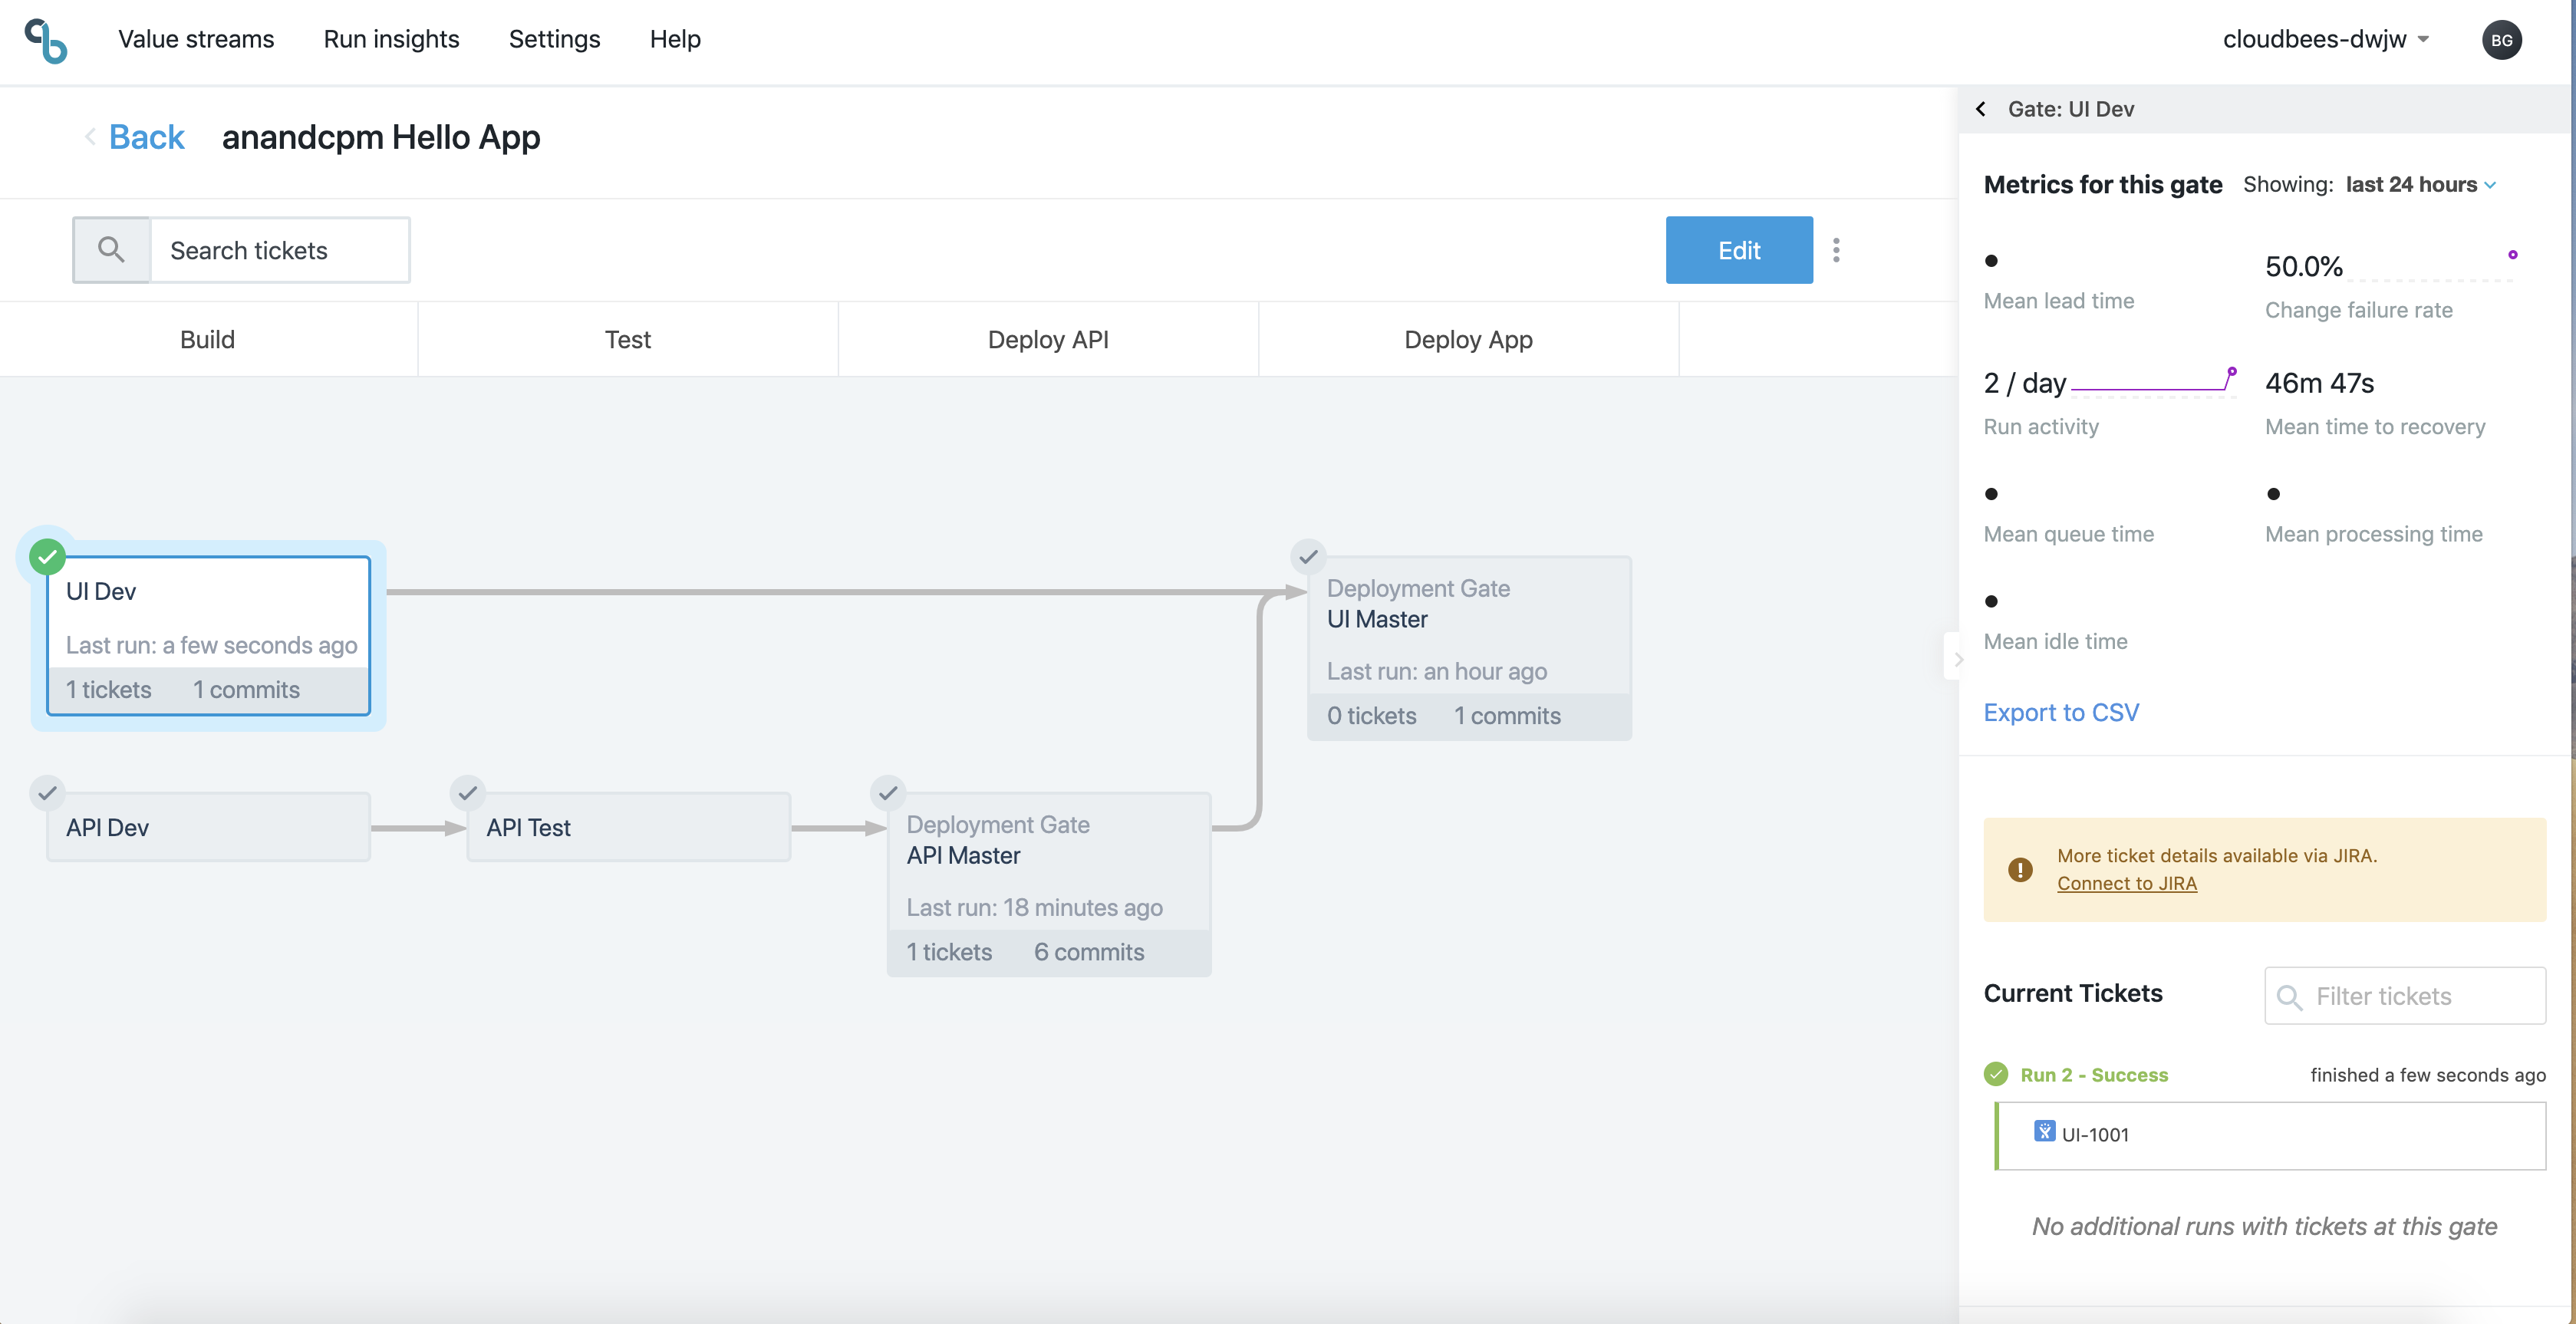 Value streams
Run insights
Settings
Help
cloudbees-dwjw
BG
Back
anandcpm Hello App
Search tickets
Edit
Build
Test
Deploy API
Deploy App
UI Dev
Last run: a few seconds ago
1 tickets 1 commits
Deployment Gate
UI Master
Last run: an hour ago
0 tickets 1 commits
API Dev
API Test
Deployment Gate
API Master
Last run: 18 minutes ago
1 tickets 6 commits
Gate: UI Dev
Metrics for this gate Showing: last 24 hours
Mean lead time
50.0%
Change failure rate
2 / day
Run activity
46m 47s
Mean time to recovery
Mean queue time
Mean processing time
Mean idle time
Export to CSV
More ticket details available via JIRA.
Connect to JIRA
Current Tickets
Filter tickets
Run 2 - Success
finished a few seconds ago
UI-1001
No additional runs with tickets at this gate